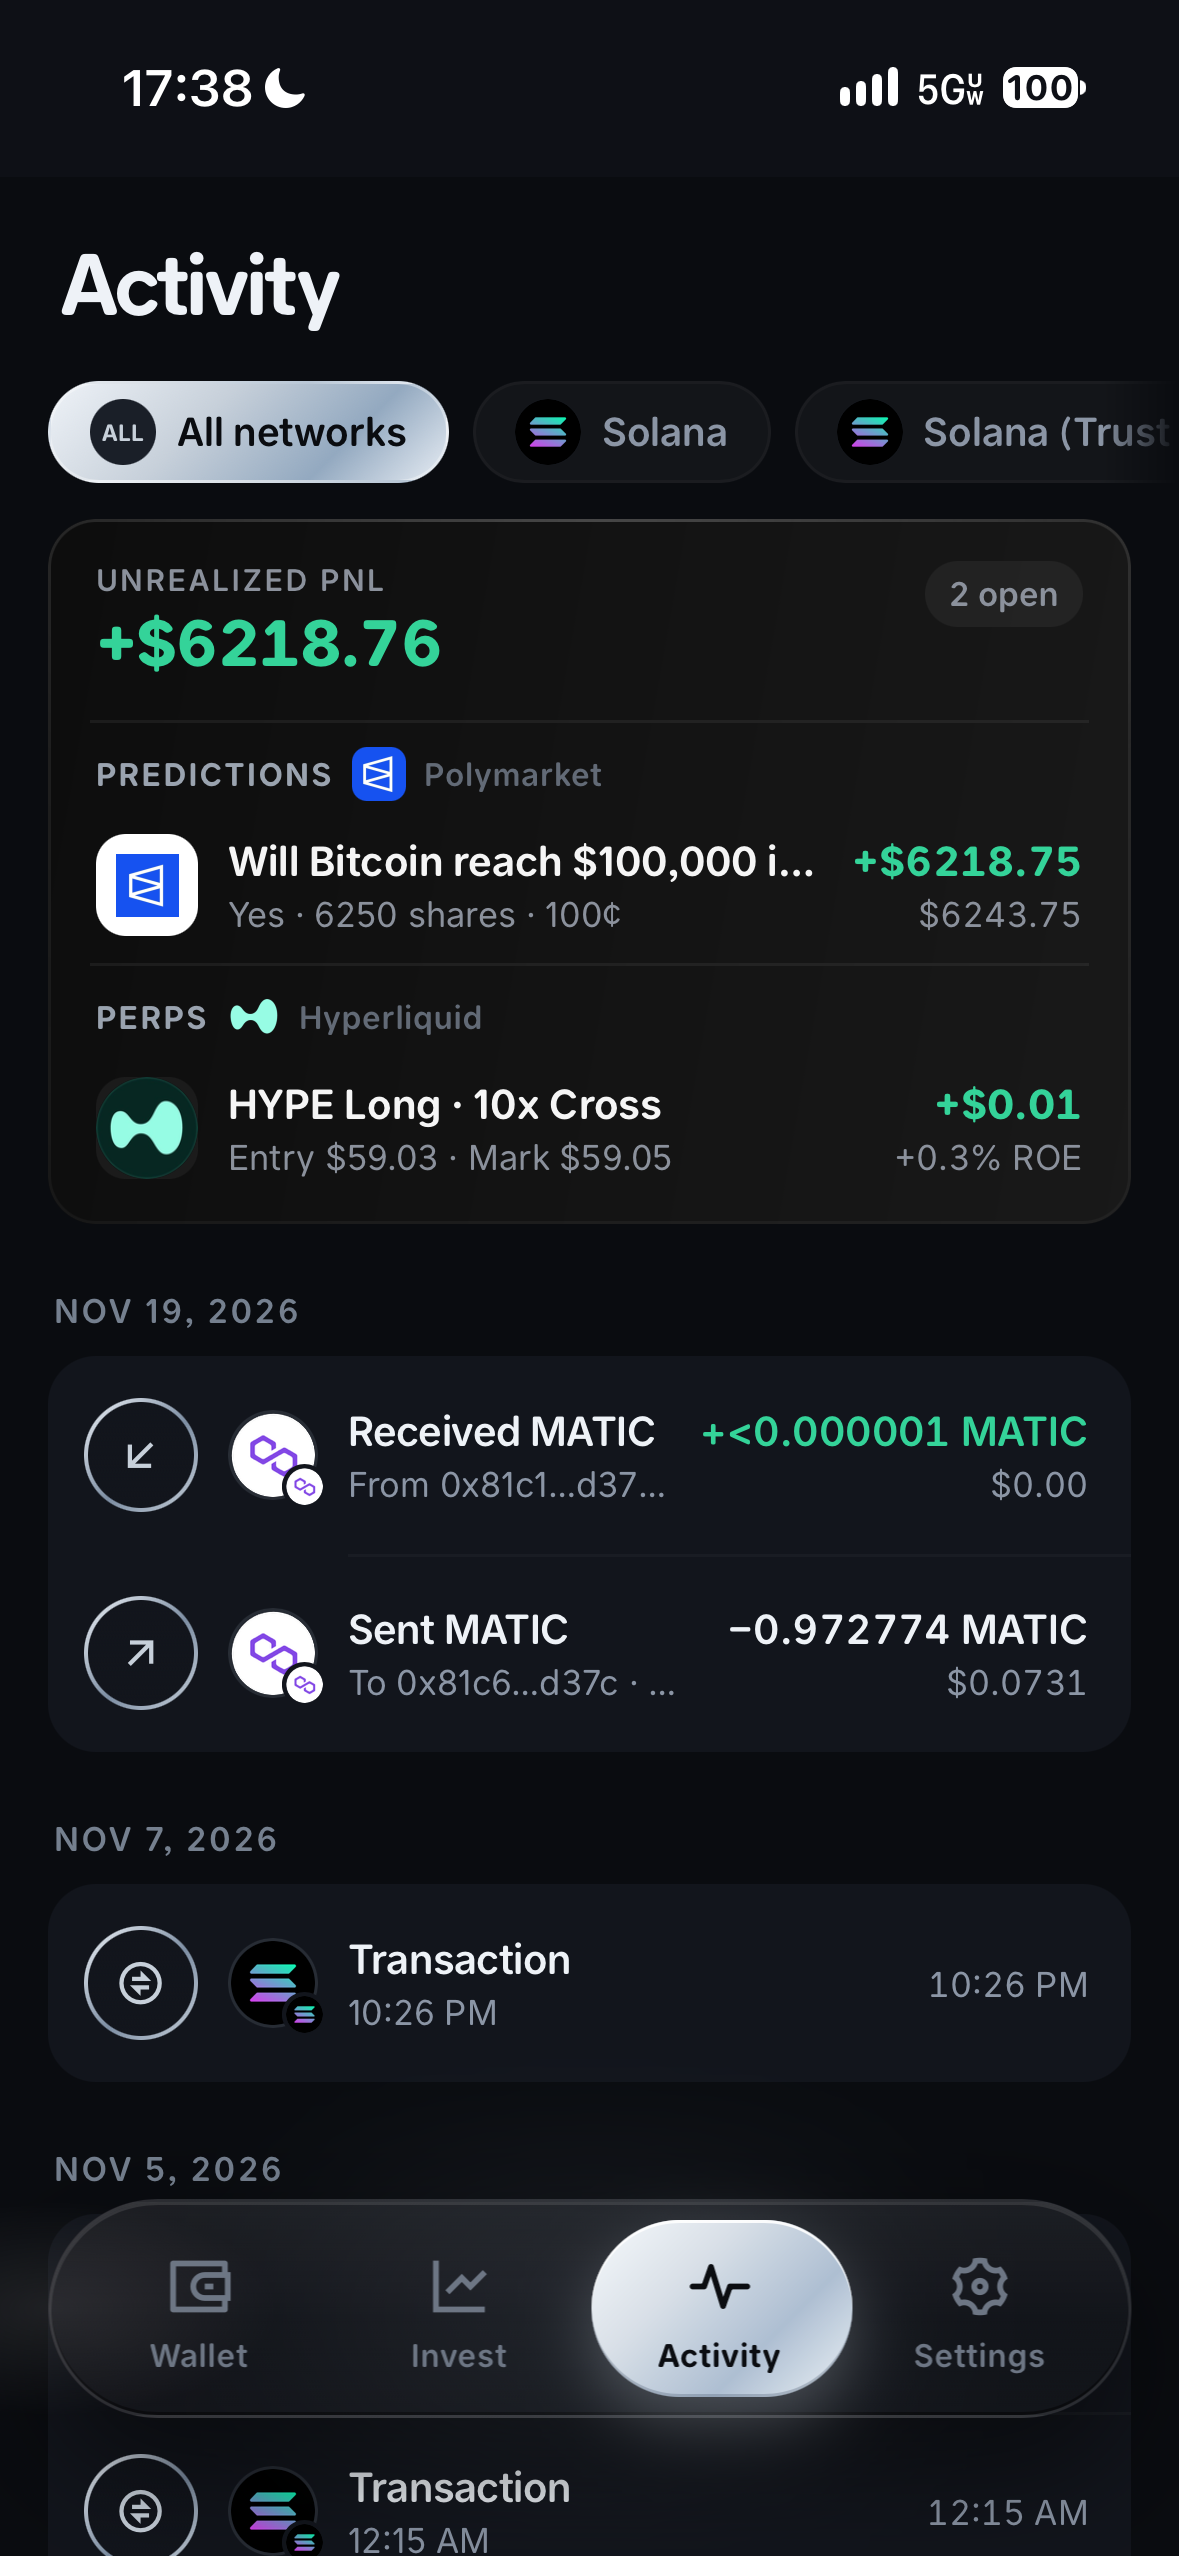 17:38
5G UW 100
Activity
ALL All networks
Solana
Solana (Trust
UNREALIZED PNL
2 open
+$6218.76
PREDICTIONS Polymarket
Will Bitcoin reach $100,000 i... +$6218.75
Yes · 6250 shares · 100¢ $6243.75
PERPS Hyperliquid
HYPE Long · 10x Cross +$0.01
Entry $59.03 · Mark $59.05 +0.3% ROE
NOV 19, 2026
Received MATIC +<0.000001 MATIC
From 0x81c1...d37... $0.00
Sent MATIC −0.972774 MATIC
To 0x81c6...d37c · ... $0.0731
NOV 7, 2026
Transaction
10:26 PM
10:26 PM
NOV 5, 2026
Wallet
Invest
Activity
Settings
Transaction
12:15 AM
12:15 AM